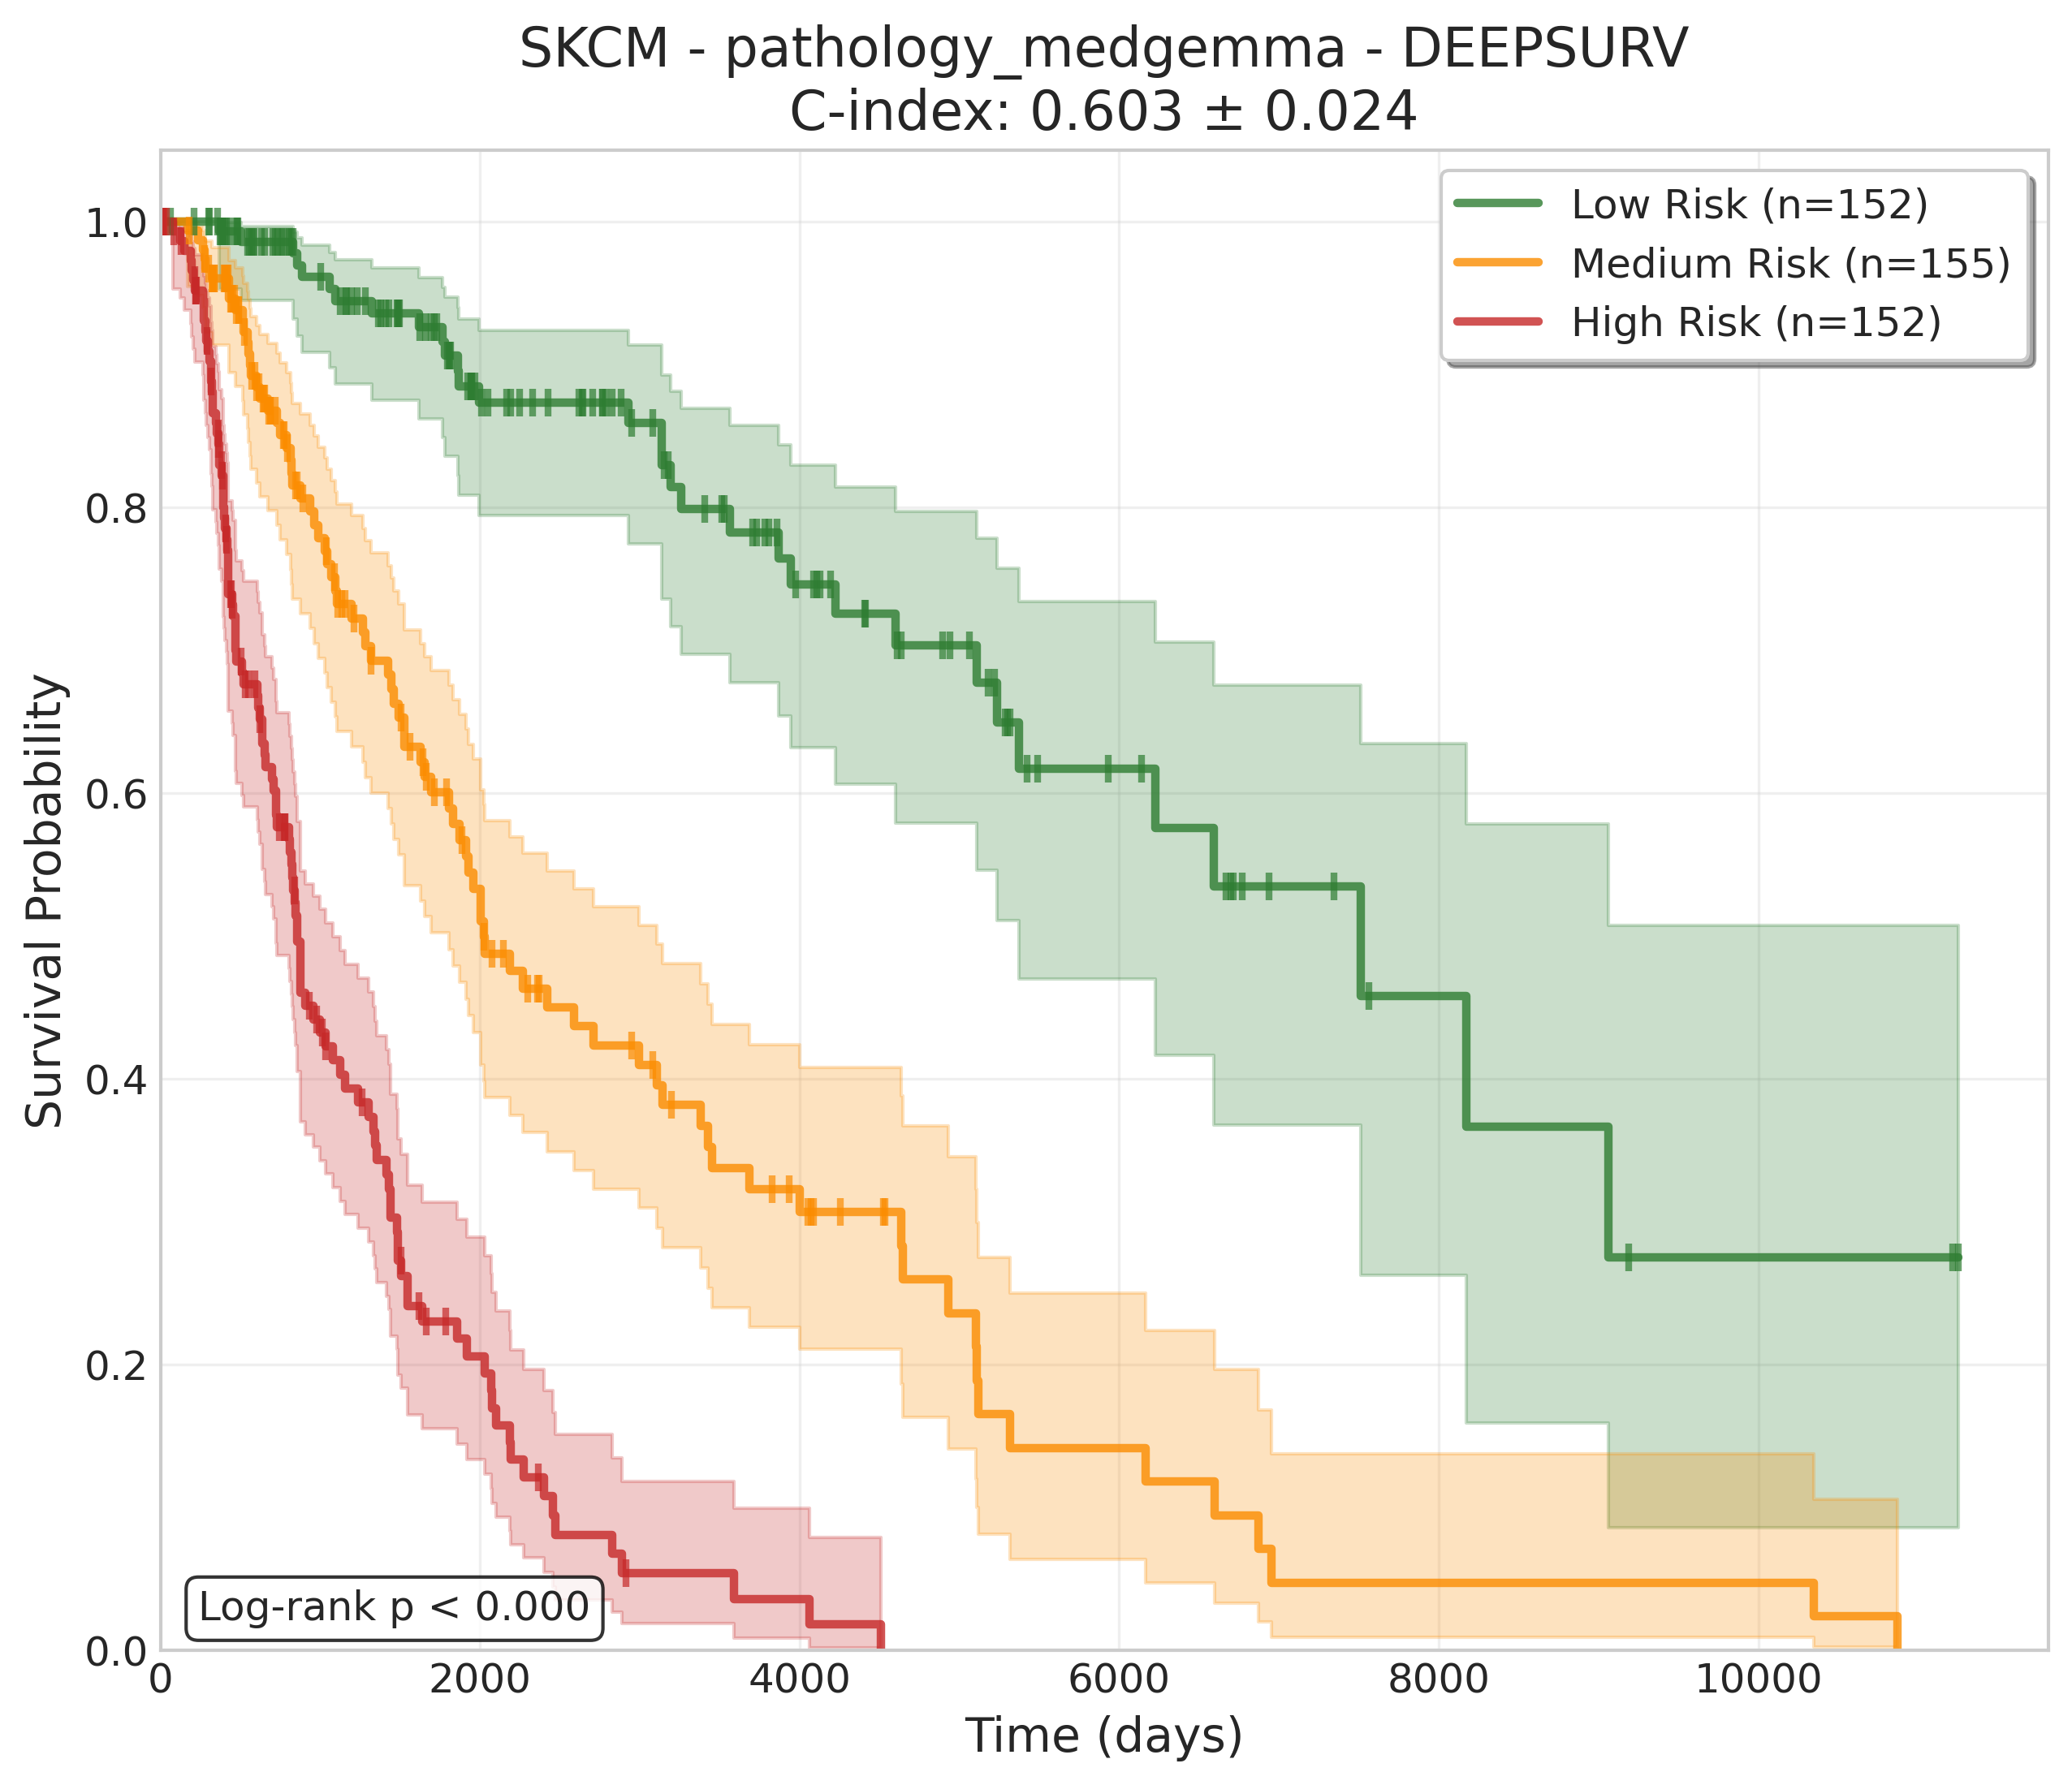 SKCM - pathology_medgemma - DEEPSURV
C-index: 0.603 ± 0.024
Low Risk (n=152)
Medium Risk (n=155)
High Risk (n=152)
Survival Probability
1.0
0.8
0.6
0.4
0.2
0.0
Log-rank p < 0.000
0 2000 4000 6000 8000 10000
Time (days)